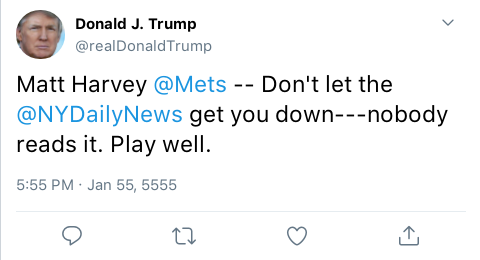 Donald J. Trump
@realDonaldTrump
Matt Harvey @Mets -- Don't let the
@NYDailyNews get you down---nobody
reads it. Play well.
5:55 PM · Jan 55, 5555